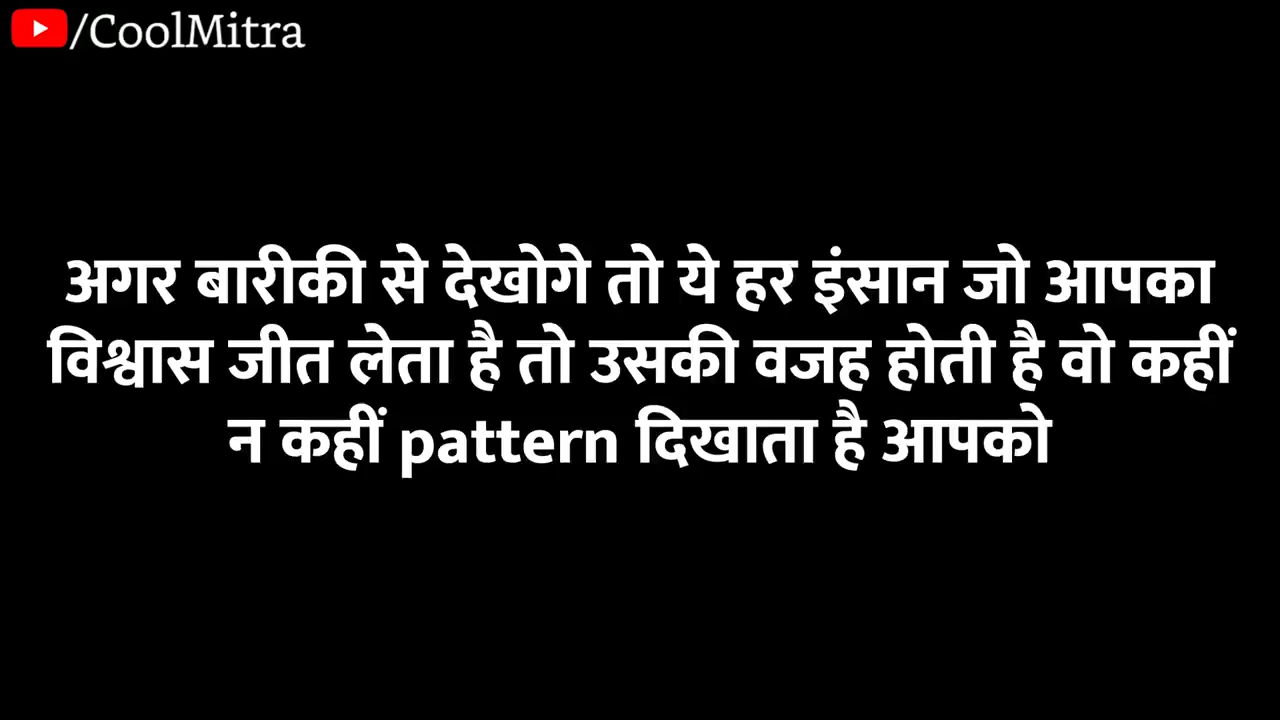 /CoolMitra
अगर बारीकी से देखोगे तो ये हर इंसान जो आपका
विश्वास जीत लेता है तो उसकी वजह होती है वो कहीं
न कहीं pattern दिखाता है आपको